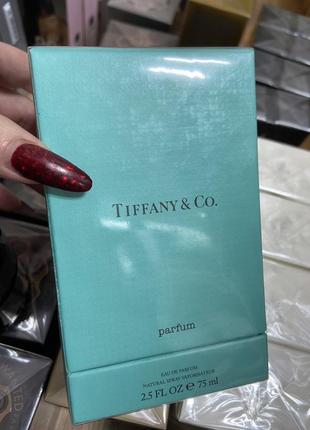 TIFFANY & CO.
parfum
EAU DE PARFUM
NATURAL SPRAY VAPORISATEUR
2.5 FL OZ ℮ 75 ml